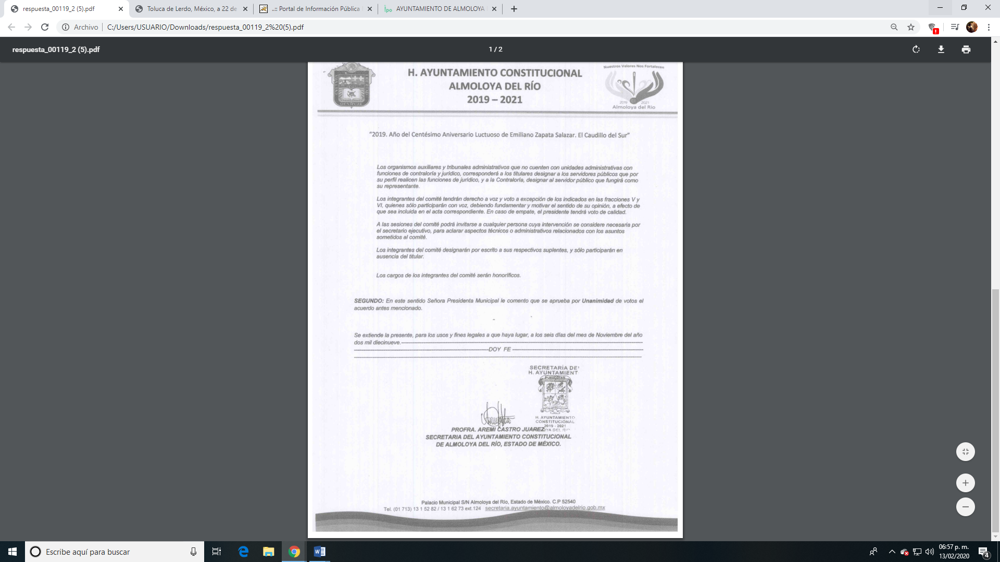 respuesta_00119_2 (5).pdf
Toluca de Lerdo, México, a 22 de
..:: Portal de Información Pública
ipo AYUNTAMIENTO DE ALMOLOYA
Archivo
C:/Users/USUARIO/Downloads/respuesta_00119_2%20(5).pdf
respuesta_00119_2 (5).pdf
1 / 2
H. AYUNTAMIENTO CONSTITUCIONAL
ALMOLOYA DEL RÍO
2019 – 2021
Nuestros Valores Nos Fortalecen
2019 2021
Almoloya del Río
“2019. Año del Centésimo Aniversario Luctuoso de Emiliano Zapata Salazar. El Caudillo del Sur”
Los organismos auxiliares y tribunales administrativos que no cuenten con unidades administrativas con
funciones de contraloría y jurídico, corresponderá a los titulares designar a los servidores públicos que por
su perfil realicen las funciones de jurídico, y a la Contraloría, designar al servidor público que fungirá como
su representante.
Los integrantes del comité tendrán derecho a voz y voto a excepción de los indicados en las fracciones V y
VI, quienes sólo participarán con voz, debiendo fundamentar y motivar el sentido de su opinión, a efecto de
que sea incluida en el acta correspondiente. En caso de empate, el presidente tendrá voto de calidad.
A las sesiones del comité podrá invitarse a cualquier persona cuya intervención se considere necesaria por
el secretario ejecutivo, para aclarar aspectos técnicos o administrativos relacionados con los asuntos
sometidos al comité.
Los integrantes del comité designarán por escrito a sus respectivos suplentes, y sólo participarán en
ausencia del titular.
Los cargos de los integrantes del comité serán honoríficos.
SEGUNDO: En este sentido Señora Presidenta Municipal le comento que se aprueba por Unanimidad de votos el
acuerdo antes mencionado.
Se extiende la presente, para los usos y fines legales a que haya lugar, a los seis días del mes de Noviembre del año
dos mil diecinueve.
DOY FE
SECRETARÍA DE
H. AYUNTAMIENT
H. AYUNTAMIENTO
CONSTITUCIONAL
2019 - 2021
PROFRA. AREMI CASTRO JUAREZ
SECRETARIA DEL AYUNTAMIENTO CONSTITUCIONAL
DE ALMOLOYA DEL RÍO, ESTADO DE MÉXICO.
Palacio Municipal S/N Almoloya del Río, Estado de México. C.P 52540
Tel. (01 713) 13 1 52 82 / 13 1 62 73 ext.124 secretaria.ayuntamiento@almoloyadelrio.gob.mx
Escribe aquí para buscar
06:57 p. m.
13/02/2020
4